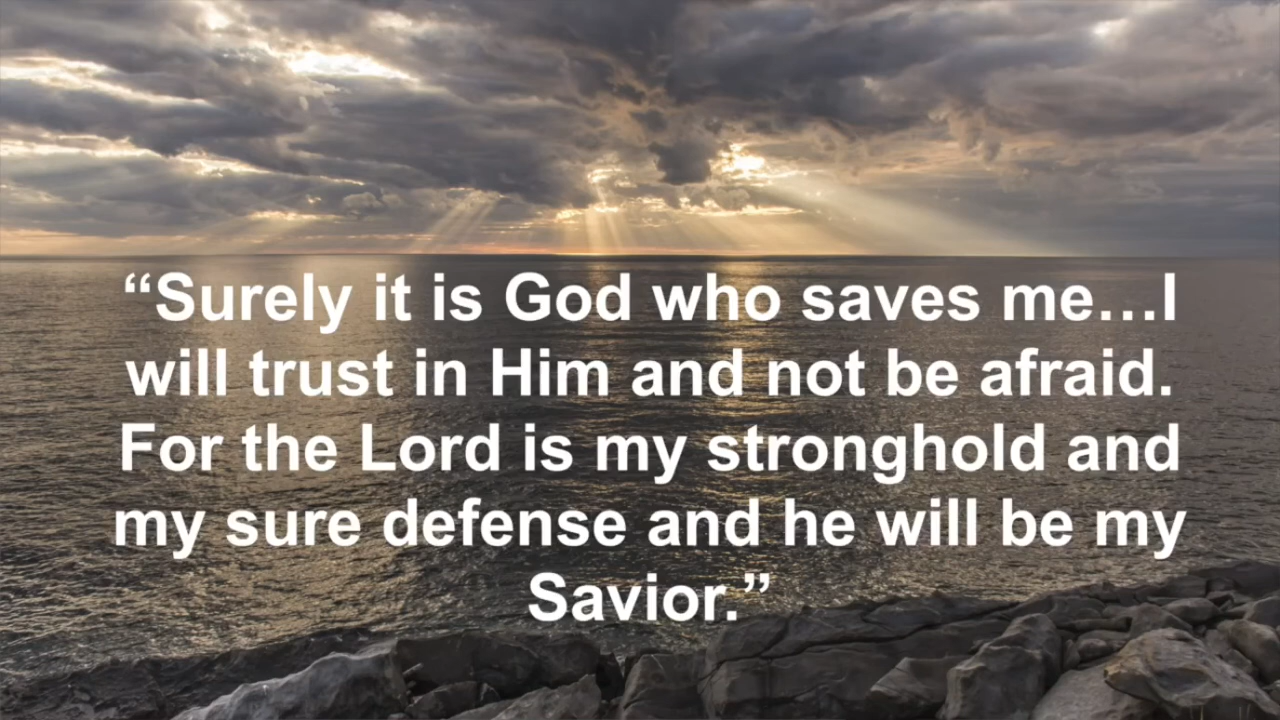 “Surely it is God who saves me…I
will trust in Him and not be afraid.
For the Lord is my stronghold and
my sure defense and he will be my
Savior.”